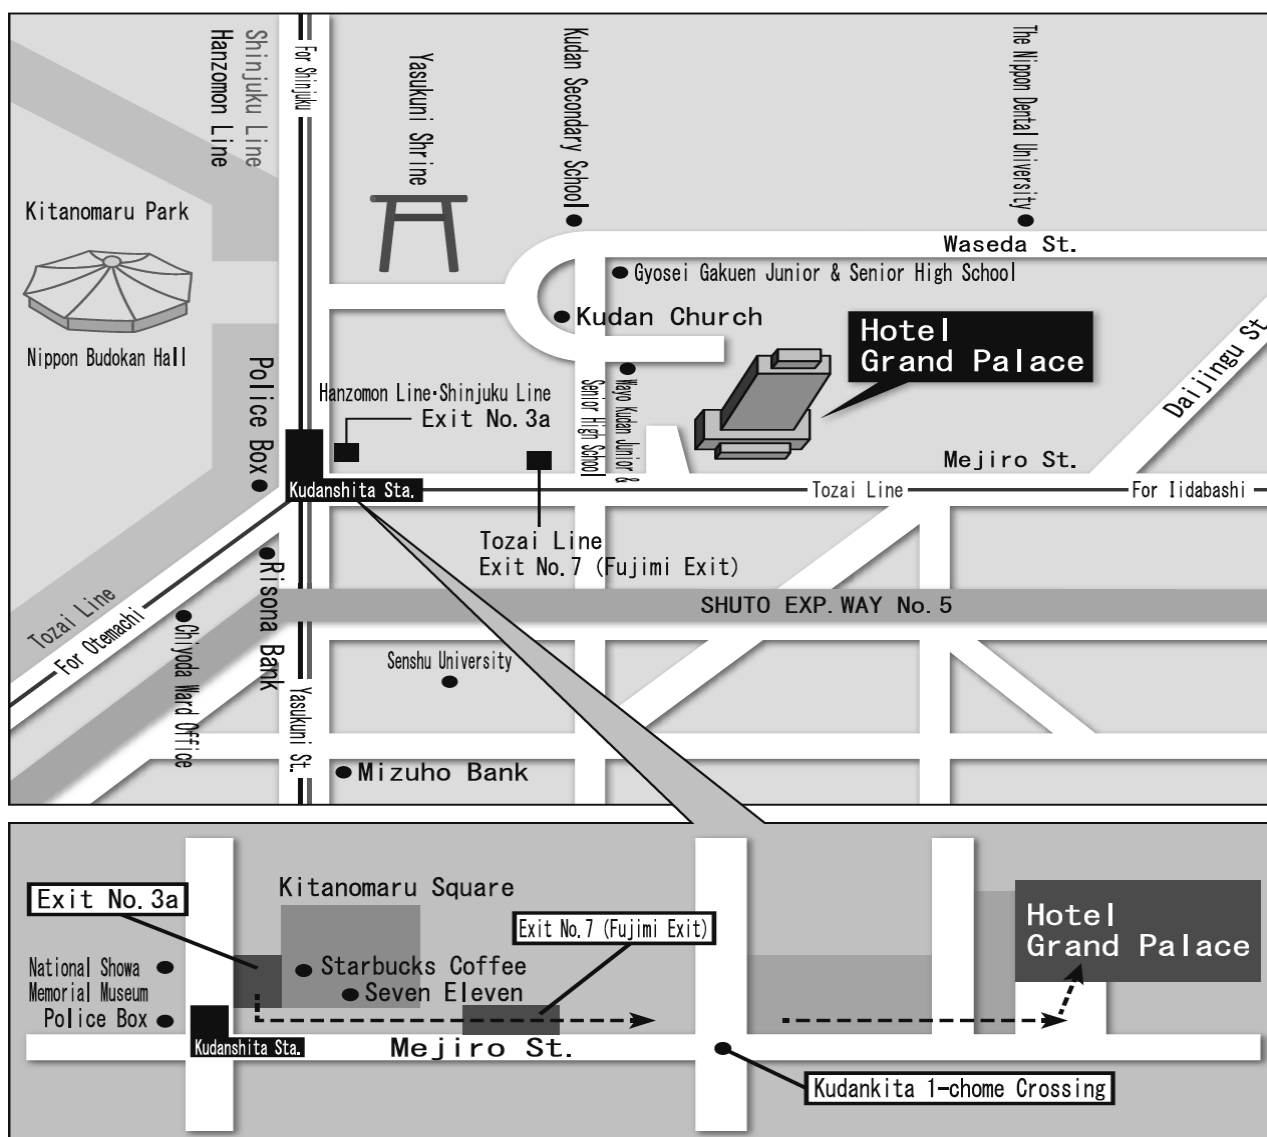 Shinjuku Line
Hanzomon Line
For Shinjuku
Yasukuni Shrine
Kudan Secondary School
The Nippon Dental University
Kitanomaru Park
Waseda St.
Gyosei Gakuen Junior & Senior High School
Kudan Church
Hotel
Grand Palace
Nippon Budokan Hall
Police Box
Hanzomon Line・Shinjuku Line
Exit No.3a
Wayo Kudan Junior &
Senior High School
Daijingu St.
Mejiro St.
Kudanshita Sta.
Tozai Line
For Iidabashi
Tozai Line
Exit No.7 (Fujimi Exit)
Risona Bank
SHUTO EXP.WAY No.5
Tozai Line
For Otemachi
Chiyoda Ward Office
Senshu University
Yasukuni St.
Mizuho Bank
Exit No.3a
Kitanomaru Square
Exit No.7 (Fujimi Exit)
Hotel
Grand Palace
National Showa
Memorial Museum
Starbucks Coffee
Seven Eleven
Police Box
Kudanshita Sta.
Mejiro St.
Kudankita 1-chome Crossing